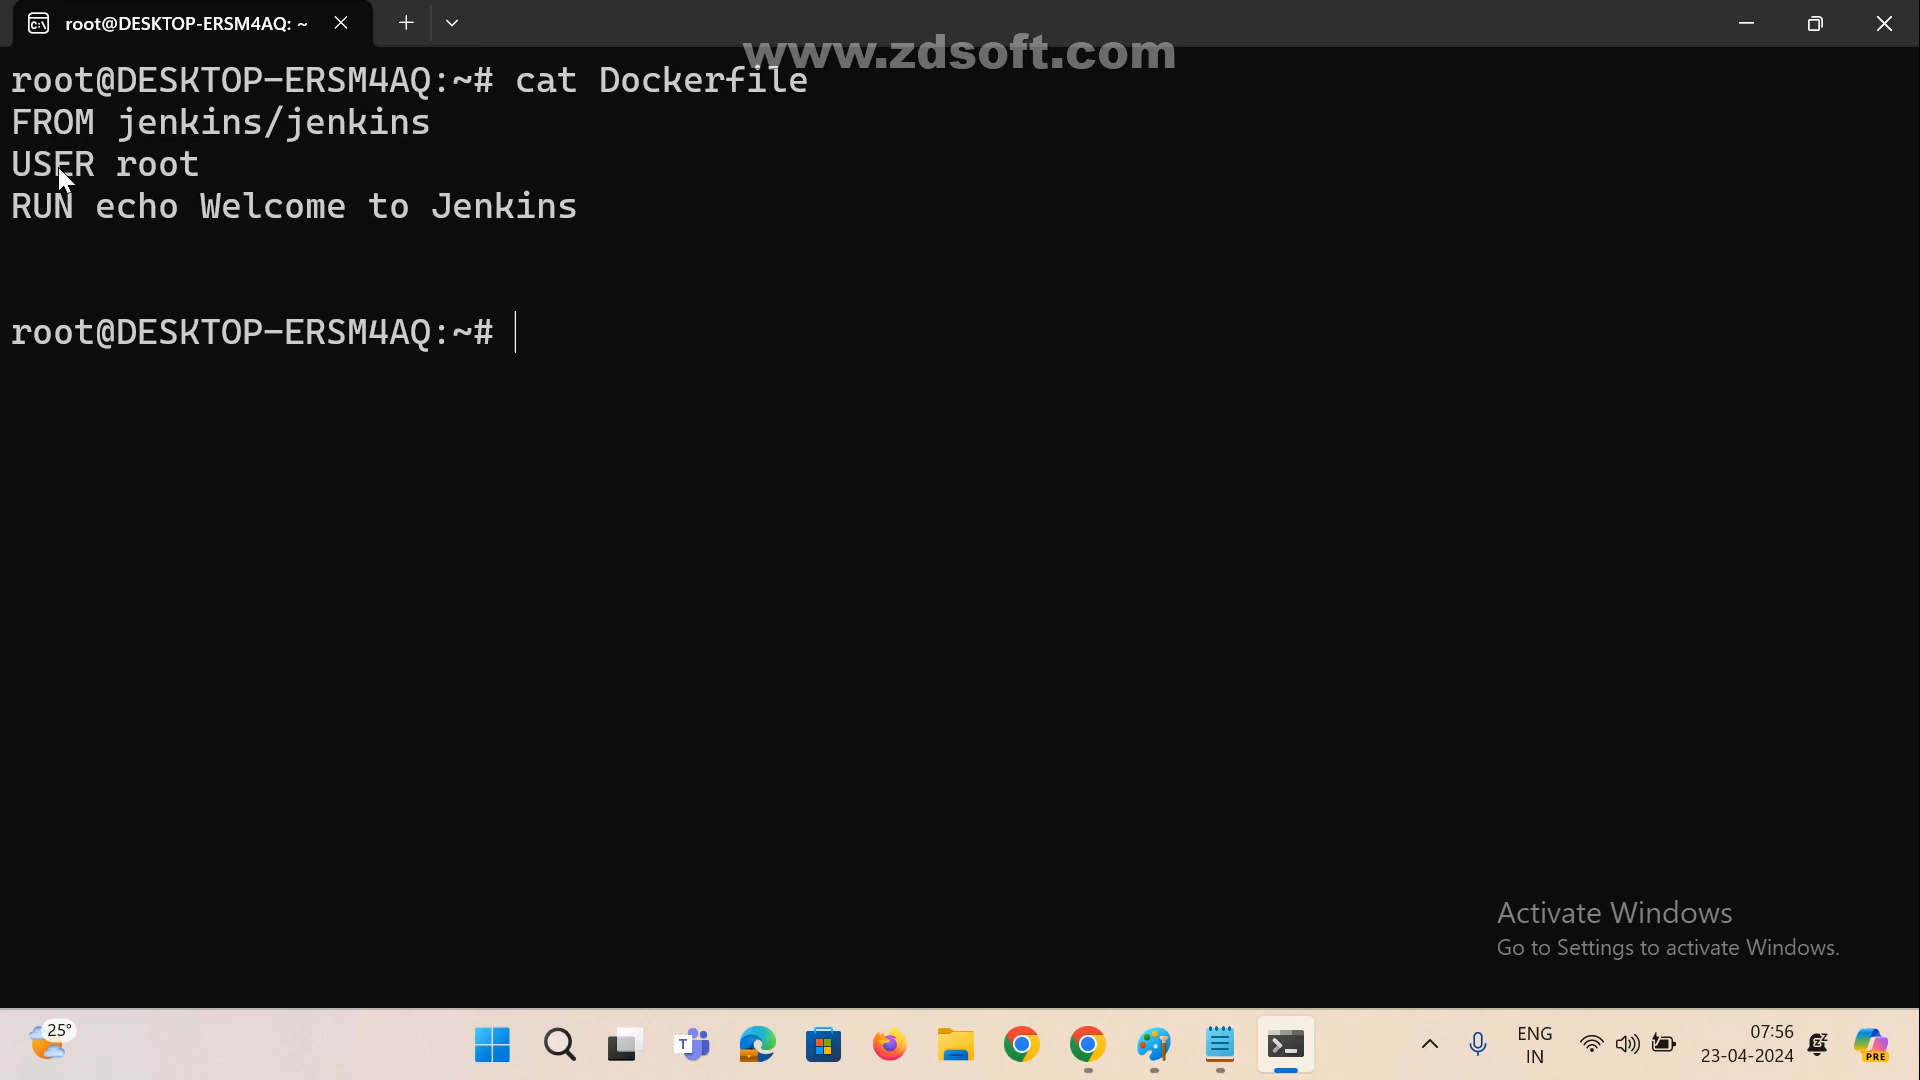 root@DESKTOP-ERSM4AQ: ~
www.zdsoft.com
root@DESKTOP-ERSM4AQ:~# cat Dockerfile
FROM jenkins/jenkins
USER root
RUN echo Welcome to Jenkins
root@DESKTOP-ERSM4AQ:~#
Activate Windows
Go to Settings to activate Windows.
25°
ENG
IN
07:56
23-04-2024
PRE